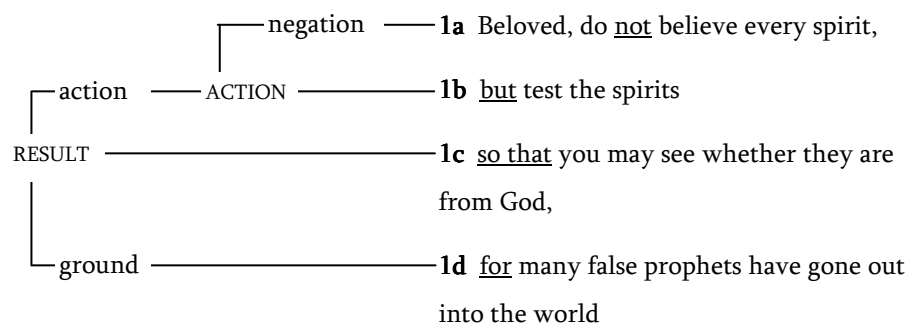 negation 1a Beloved, do not believe every spirit,
action ACTION 1b but test the spirits
RESULT 1c so that you may see whether they are
from God,
ground 1d for many false prophets have gone out
into the world